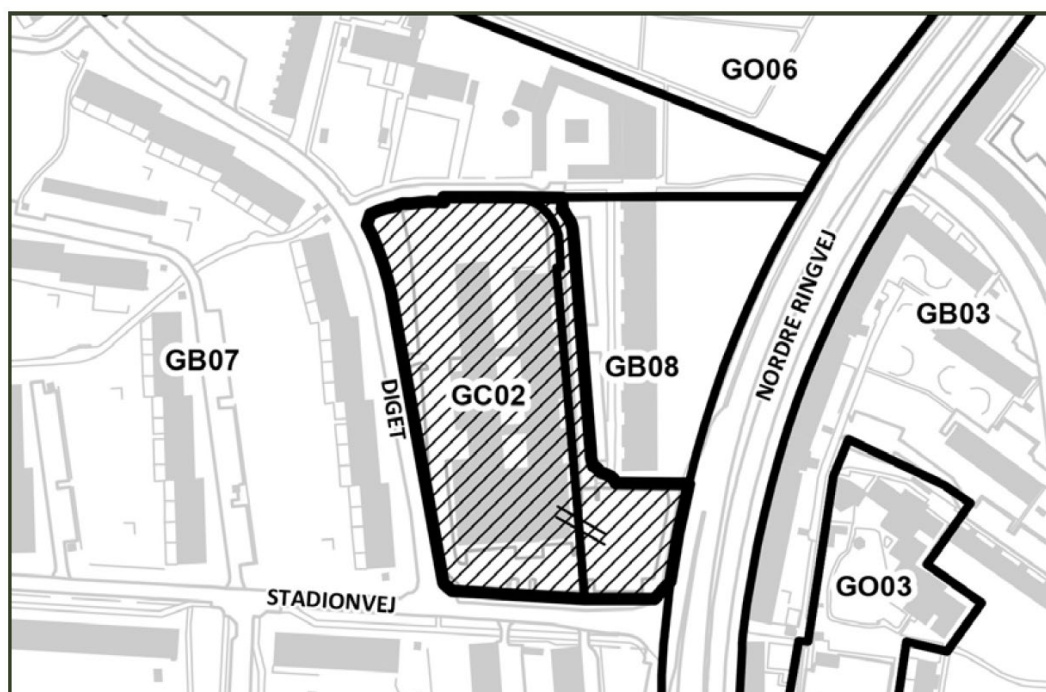 GO06
NORDRE RINGVEJ
GB03
GB07
GB08
DIGET
GC02
GO03
STADIONVEJ